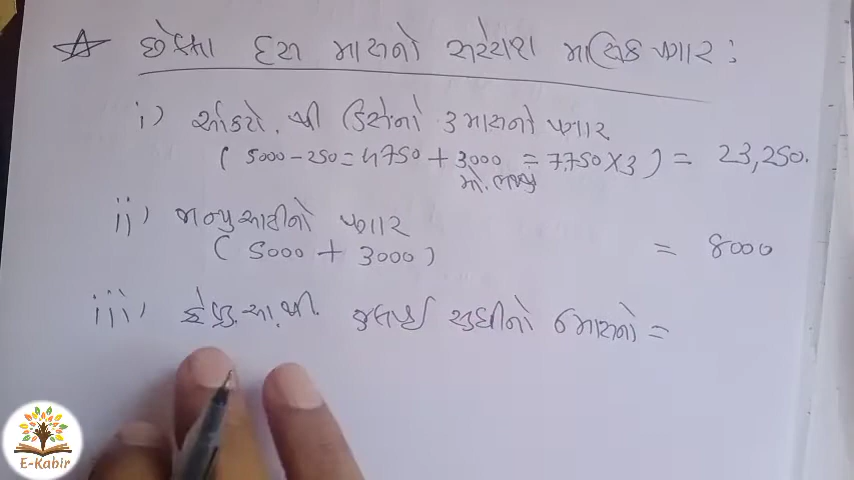 છેલ્લા દસ માસનો સરેરાશ માસિક પગાર :
i) ઓકટો. થી ડિસેનો ૩ માસનો પગાર
( 5000 - 250 = 4750 + 3000 = 7750 X 3 ) = 23,250.
મો. ભથ્થુ
ii) જાન્યુઆરીનો પગાર
( 5000 + 3000 ) = 8000
iii) ફેબ્રુઆ. થી જુલાઈ સુધીનો 6 માસનો =
E-Kabir